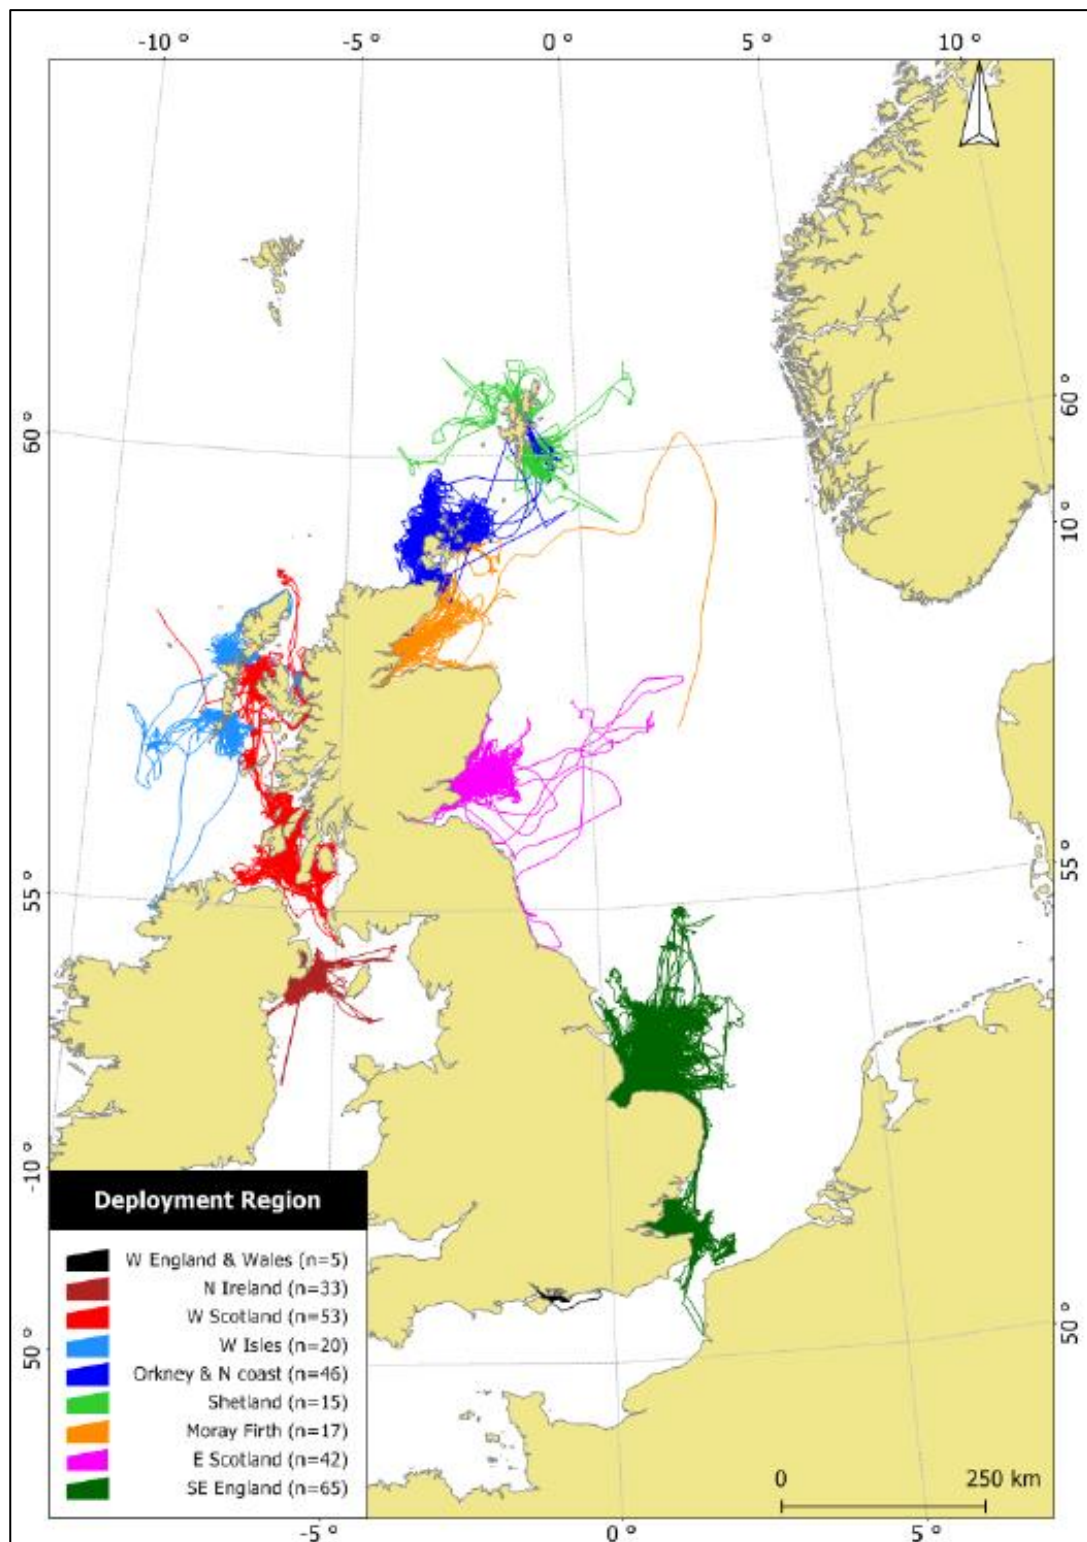 -10 °
-5 °
0 °
5 °
10 °
60 °
60 °
10 °
55 °
55 °
-10 °
50 °
50 °
Deployment Region
W England & Wales (n=5)
N Ireland (n=33)
W Scotland (n=53)
W Isles (n=20)
Orkney & N coast (n=46)
Shetland (n=15)
Moray Firth (n=17)
E Scotland (n=42)
SE England (n=65)
0 250 km
-5 °
0 °
5 °